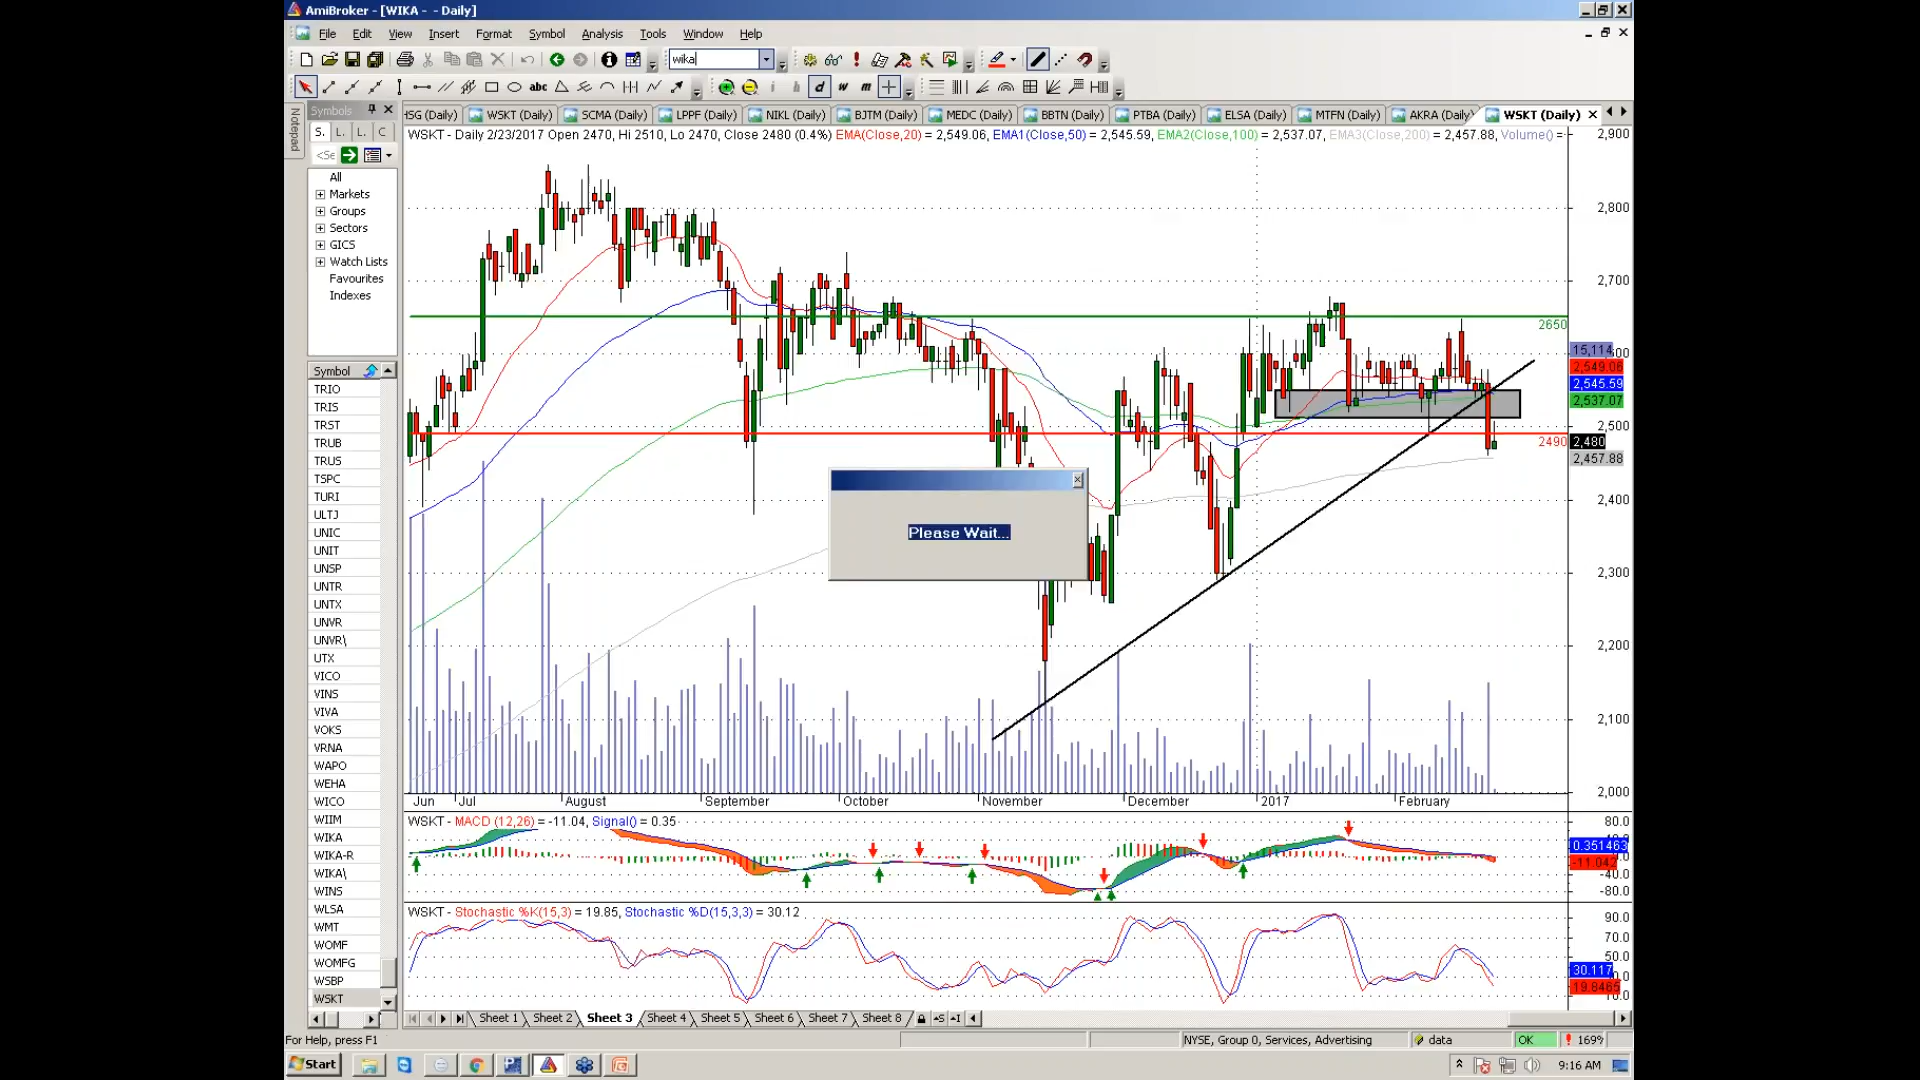 AmiBroker - [WIKA - - Daily]
File Edit View Insert Format Symbol Analysis Tools Window Help
wika
abc i h d w m
Symbols
Notepad
S. L. L. C
<Se
HSG (Daily) WSKT (Daily) SCMA (Daily) LPPF (Daily) NIKL (Daily) BJTM (Daily) MEDC (Daily) BBTN (Daily) PTBA (Daily) ELSA (Daily) MTFN (Daily) AKRA (Daily) WSKT (Daily)
WSKT - Daily 2/23/2017 Open 2470, Hi 2510, Lo 2470, Close 2480 (0.4%) EMA(Close,20) = 2,549.06, EMA1(Close,50) = 2,545.59, EMA2(Close,100) = 2,537.07, EMA3(Close,200) = 2,457.88, Volume() =
All
Markets
Groups
Sectors
GICS
Watch Lists
Favourites
Indexes
Symbol
TRIO
TRIS
TRST
TRUB
TRUS
TSPC
TURI
ULTJ
UNIC
UNIT
UNSP
UNTR
UNTX
UNVR
UNVR\
UTX
VICO
VINS
VIVA
VOKS
VRNA
WAPO
WEHA
WICO
WIIM
WIKA
WIKA-R
WIKA\
WINS
WLSA
WMT
WOMF
WOMFG
WSBP
WSKT
2,900
2,800
2,700
2650
15,114
2,549.06
2,545.59
2,537.07
2,500
2490
2,480
2,457.88
2,400
2,300
2,200
2,100
2,000
Please Wait...
Jun Jul August September October November December 2017 February
WSKT - MACD (12,26) = -11.04, Signal() = 0.35
80.0
0.351463
-11.042
-40.0
-80.0
WSKT - Stochastic %K(15,3) = 19.85, Stochastic %D(15,3,3) = 30.12
90.0
70.0
50.0
30.117
19.8465
10.0
Sheet 1 Sheet 2 Sheet 3 Sheet 4 Sheet 5 Sheet 6 Sheet 7 Sheet 8
For Help, press F1
NYSE, Group 0, Services, Advertising data OK 169%
Start 9:16 AM